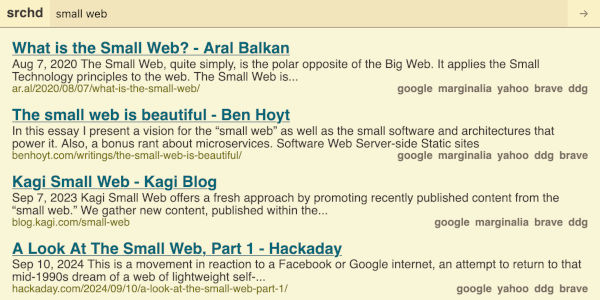 srchd small web →
What is the Small Web? - Aral Balkan
Aug 7, 2020 The Small Web, quite simply, is the polar opposite of the Big Web. It applies the Small
Technology principles to the web. The Small Web is...
ar.al/2020/08/07/what-is-the-small-web/ google marginalia yahoo brave ddg
The small web is beautiful - Ben Hoyt
In this essay I present a vision for the “small web” as well as the small software and architectures that
power it. Also, a bonus rant about microservices. Software Web Server-side Static sites
benhoyt.com/writings/the-small-web-is-beautiful/ google marginalia yahoo ddg brave
Kagi Small Web - Kagi Blog
Sep 7, 2023 Kagi Small Web offers a fresh approach by promoting recently published content from the
“small web.” We gather new content, published within the...
blog.kagi.com/small-web google marginalia brave ddg
A Look At The Small Web, Part 1 - Hackaday
Sep 10, 2024 This is a movement in reaction to a Facebook or Google internet, an attempt to return to that
mid-1990s dream of a web of lightweight self-...
hackaday.com/2024/09/10/a-look-at-the-small-web-part-1/ google yahoo ddg brave